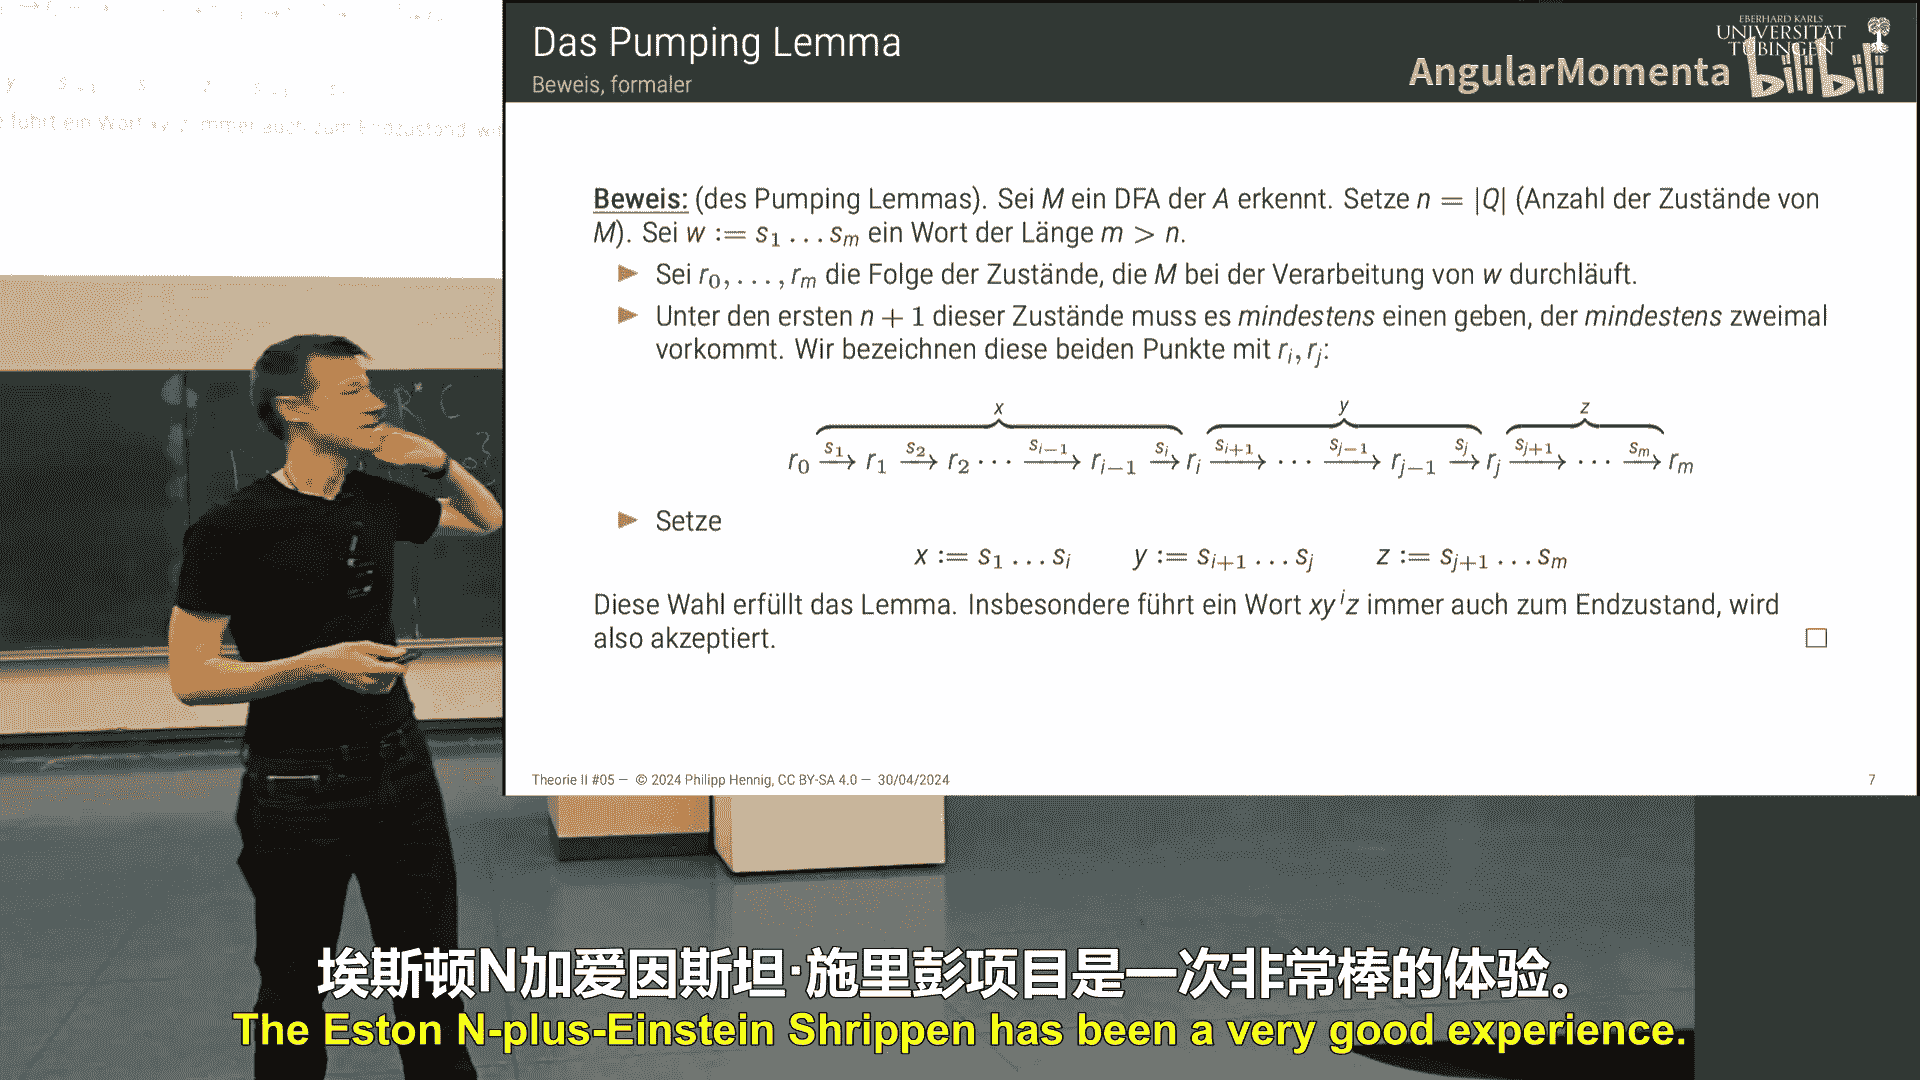 Das Pumping Lemma
Beweis, formaler
EBERHARD KARLS
UNIVERSITÄT
TÜBINGEN
AngularMomenta
bilibili
führt ein Wort
immer auch zum Endzustand
Beweis: (des Pumping Lemmas). Sei M ein DFA der A erkennt. Setze n = |Q| (Anzahl der Zustände von
M). Sei w := s₁ … sₘ ein Wort der Länge m > n.
► Sei r₀, … , rₘ die Folge der Zustände, die M bei der Verarbeitung von w durchläuft.
► Unter den ersten n + 1 dieser Zustände muss es mindestens einen geben, der mindestens zweimal
vorkommt. Wir bezeichnen diese beiden Punkte mit rᵢ, rⱼ:
x y z
s₁ s₂ sᵢ₋₁ sᵢ sᵢ₊₁ sⱼ₋₁ sⱼ sⱼ₊₁ sₘ
r₀ → r₁ → r₂ ⋯ → rᵢ₋₁ → rᵢ → ⋯ → rⱼ₋₁ → rⱼ → ⋯ → rₘ
► Setze
x := s₁ … sᵢ y := sᵢ₊₁ … sⱼ z := sⱼ₊₁ … sₘ
Diese Wahl erfüllt das Lemma. Insbesondere führt ein Wort xyⁱz immer auch zum Endzustand, wird
also akzeptiert. □
Theorie II #05 — © 2024 Philipp Hennig, CC BY-SA 4.0 — 30/04/2024 7
埃斯顿N加爱因斯坦·施里彭项目是一次非常棒的体验。
The Eston N-plus-Einstein Shrippen has been a very good experience.